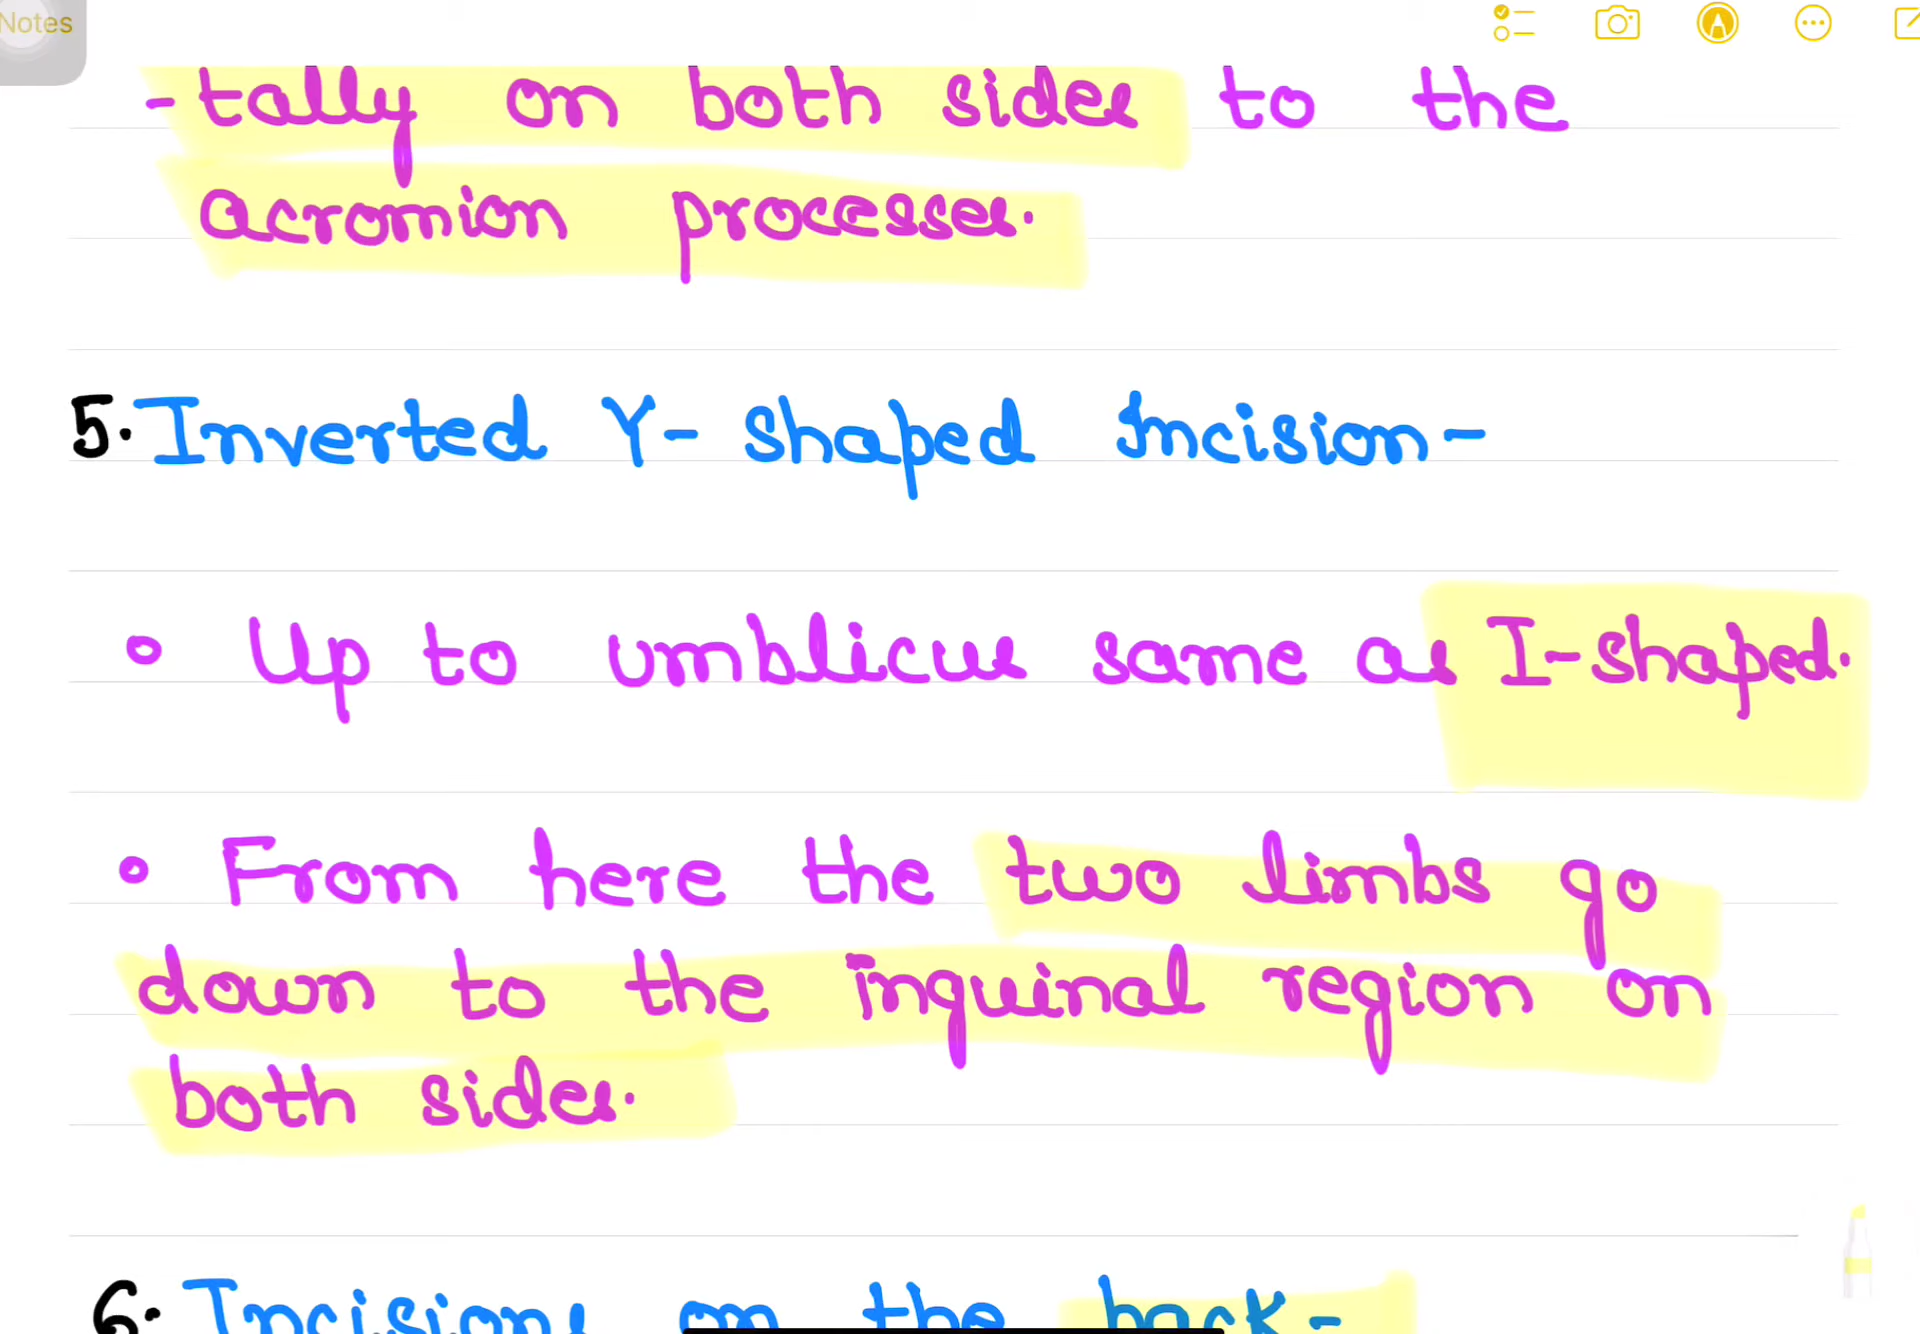 Notes
-tally on both sides to the
acromion processes.
5. Inverted Y-shaped Incision-
○ Up to umblicus same as I-shaped.
○ From here the two limbs go
down to the inguinal region on
both sides.
6. Incisions on the back-